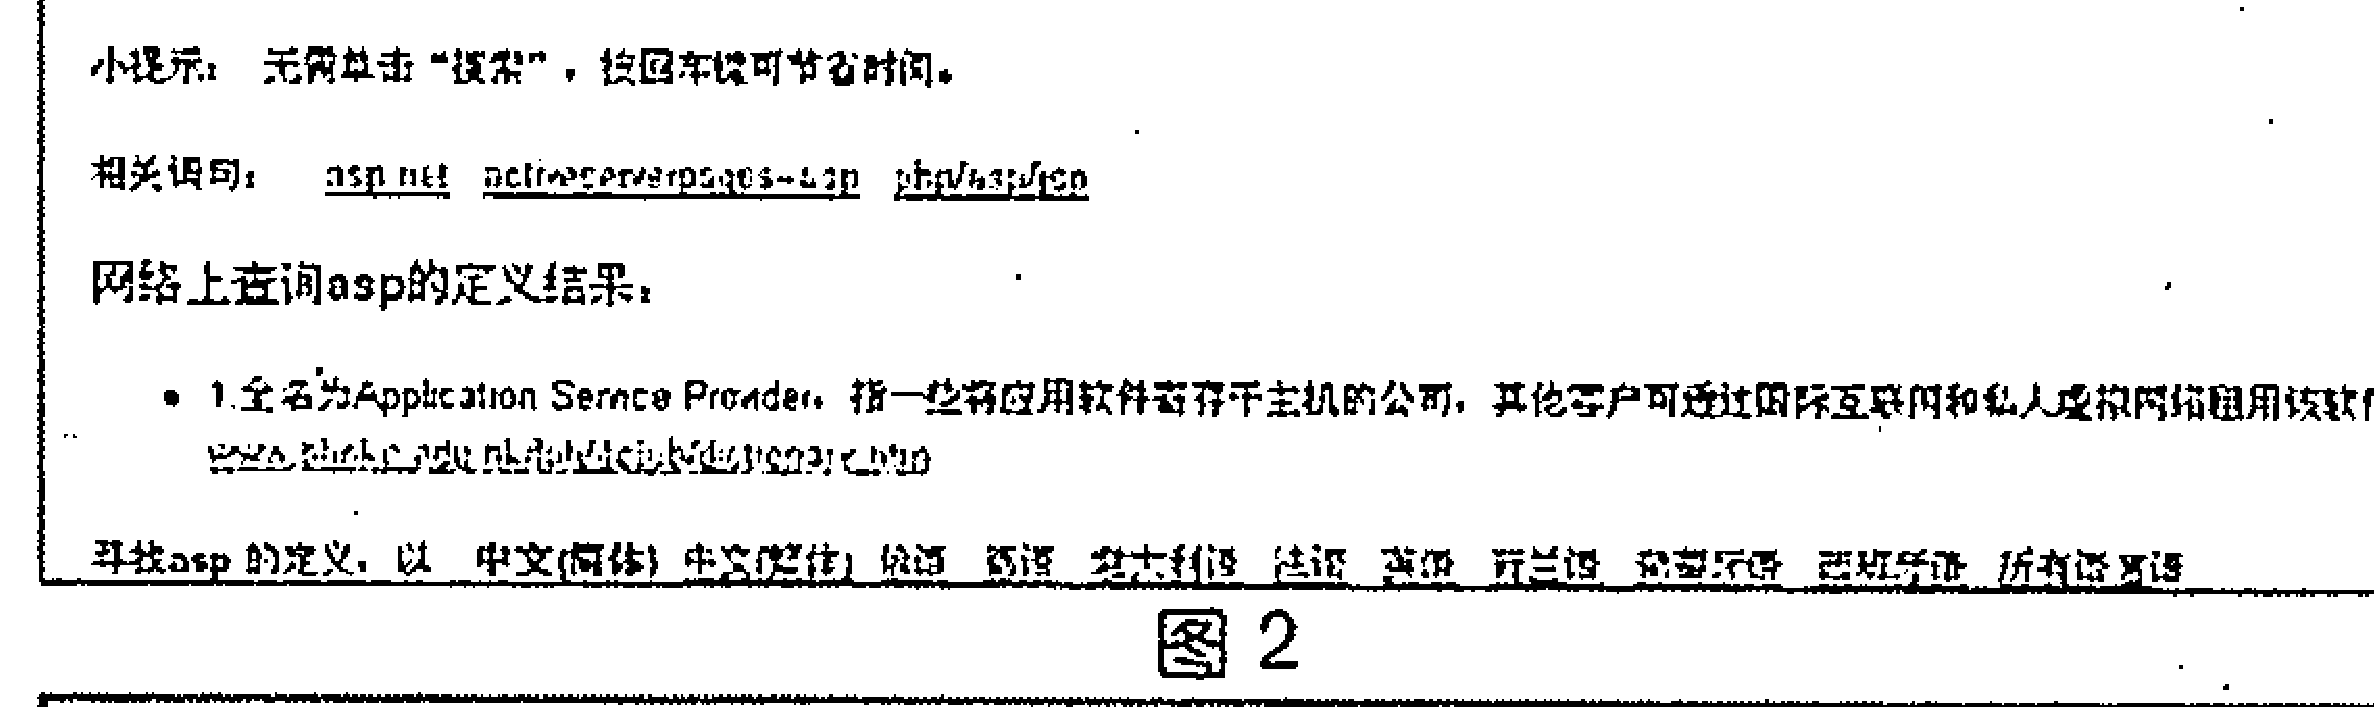 小提示： 无需单击“搜索”，按回车键可节省时间。
相关词句： asp.net activeserverpages-asp php/asp/jsp
网络上查询asp的定义结果：
• 1.全名为Application Service Provider。指一些将应用软件寄存于主机的公司，其他客户可透过国际互联网和私人虚拟网络租用该软件
寻找asp 的定义，以 中文(简体) 中文(繁体) 俄语 德语 意大利语 法语 英语 荷兰语 葡萄牙语 西班牙语 所有语言
图 2